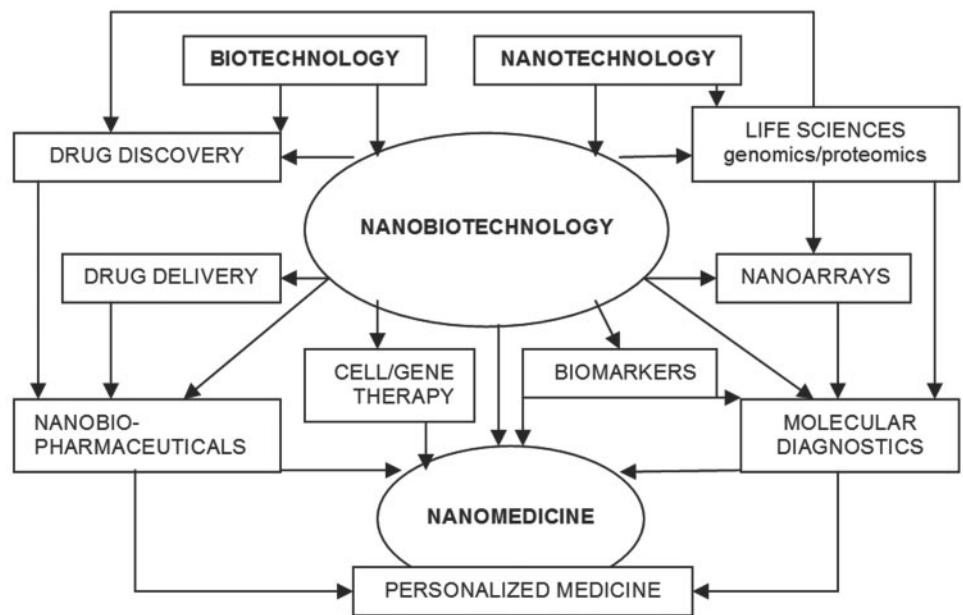 BIOTECHNOLOGY
NANOTECHNOLOGY
DRUG DISCOVERY
LIFE SCIENCES
genomics/proteomics
NANOBIOTECHNOLOGY
DRUG DELIVERY
NANOARRAYS
CELL/GENE
THERAPY
BIOMARKERS
NANOBIO-
PHARMACEUTICALS
MOLECULAR
DIAGNOSTICS
NANOMEDICINE
PERSONALIZED MEDICINE